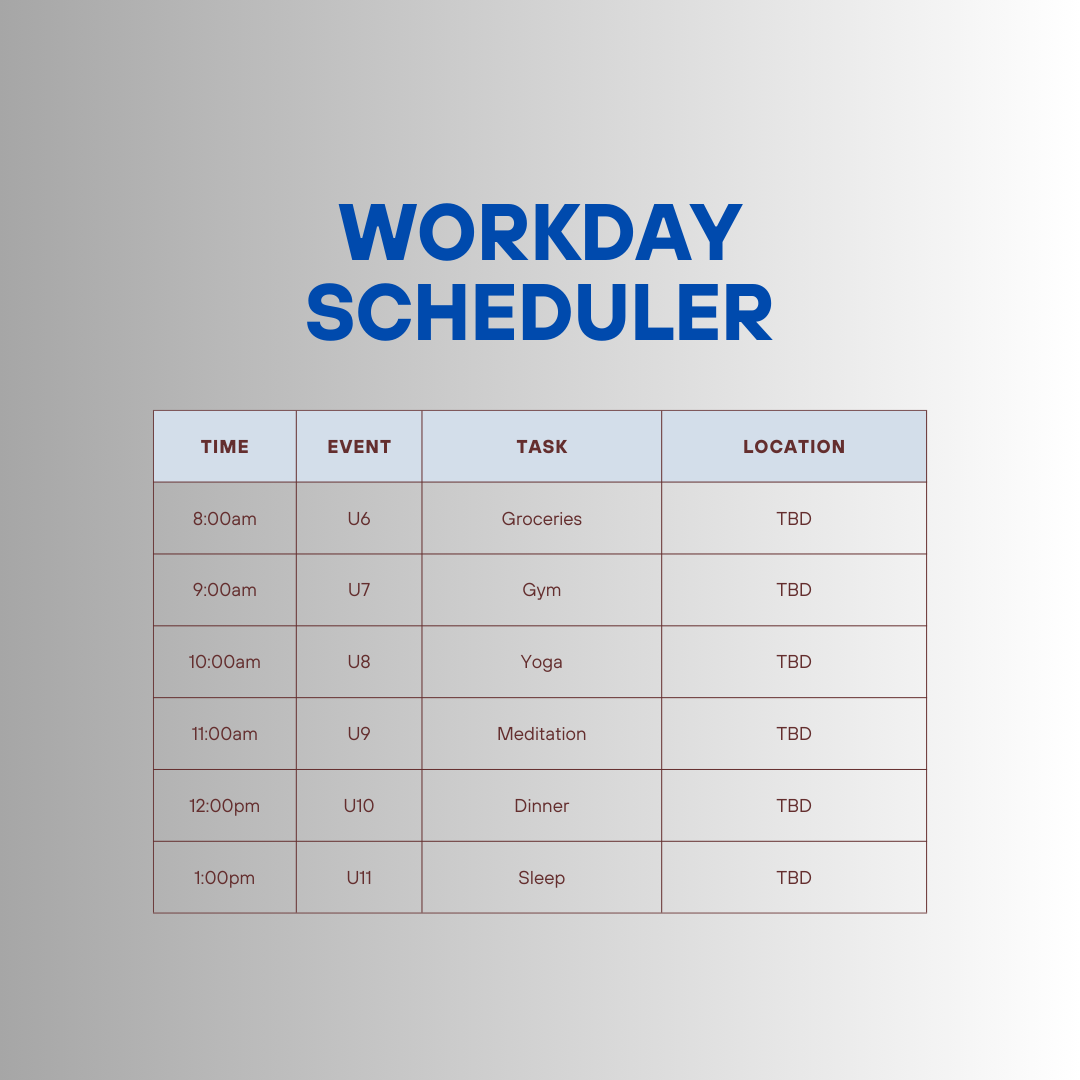 WORKDAY
SCHEDULER
TIME EVENT TASK LOCATION
8:00am U6 Groceries TBD
9:00am U7 Gym TBD
10:00am U8 Yoga TBD
11:00am U9 Meditation TBD
12:00pm U10 Dinner TBD
1:00pm U11 Sleep TBD